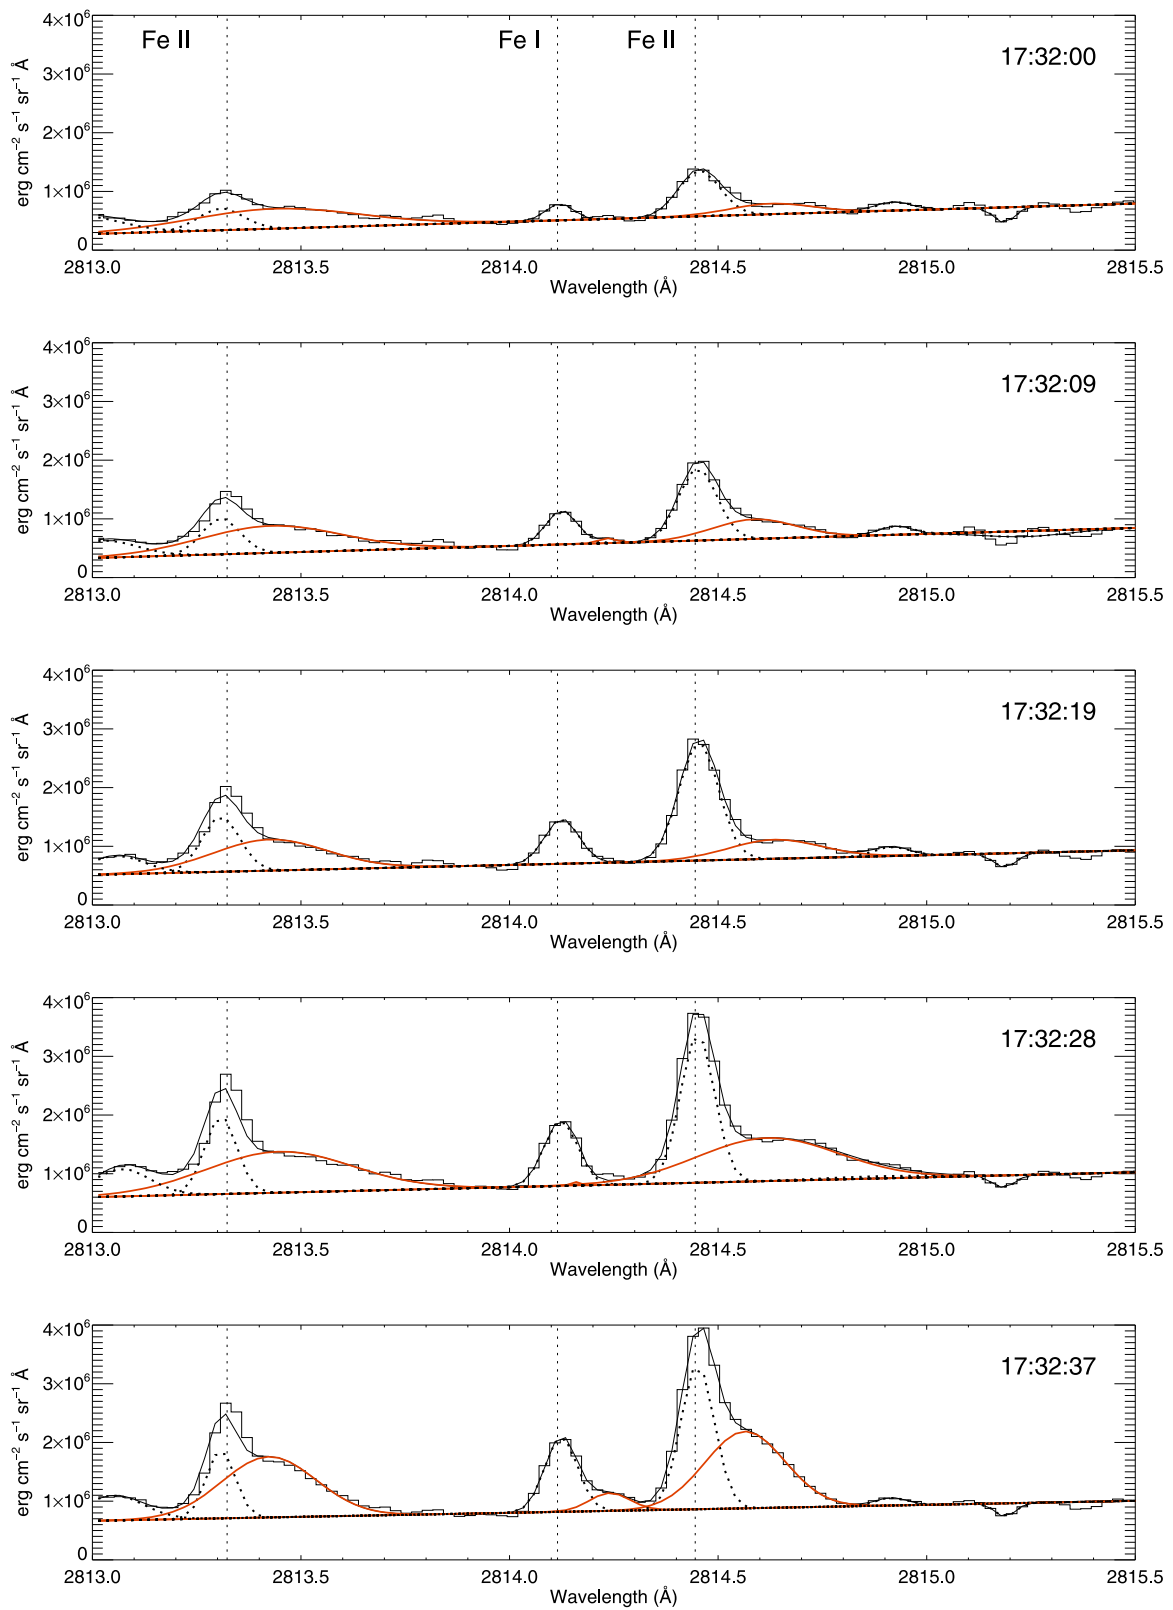 4×10⁶
Fe II Fe I Fe II
17:32:00
3×10⁶
2×10⁶
1×10⁶
0
erg cm⁻² s⁻¹ sr⁻¹ Å
2813.0 2813.5 2814.0 2814.5 2815.0 2815.5
Wavelength (Å)
4×10⁶
17:32:09
3×10⁶
2×10⁶
1×10⁶
0
erg cm⁻² s⁻¹ sr⁻¹ Å
2813.0 2813.5 2814.0 2814.5 2815.0 2815.5
Wavelength (Å)
4×10⁶
17:32:19
3×10⁶
2×10⁶
1×10⁶
0
erg cm⁻² s⁻¹ sr⁻¹ Å
2813.0 2813.5 2814.0 2814.5 2815.0 2815.5
Wavelength (Å)
4×10⁶
17:32:28
3×10⁶
2×10⁶
1×10⁶
0
erg cm⁻² s⁻¹ sr⁻¹ Å
2813.0 2813.5 2814.0 2814.5 2815.0 2815.5
Wavelength (Å)
4×10⁶
17:32:37
3×10⁶
2×10⁶
1×10⁶
0
erg cm⁻² s⁻¹ sr⁻¹ Å
2813.0 2813.5 2814.0 2814.5 2815.0 2815.5
Wavelength (Å)